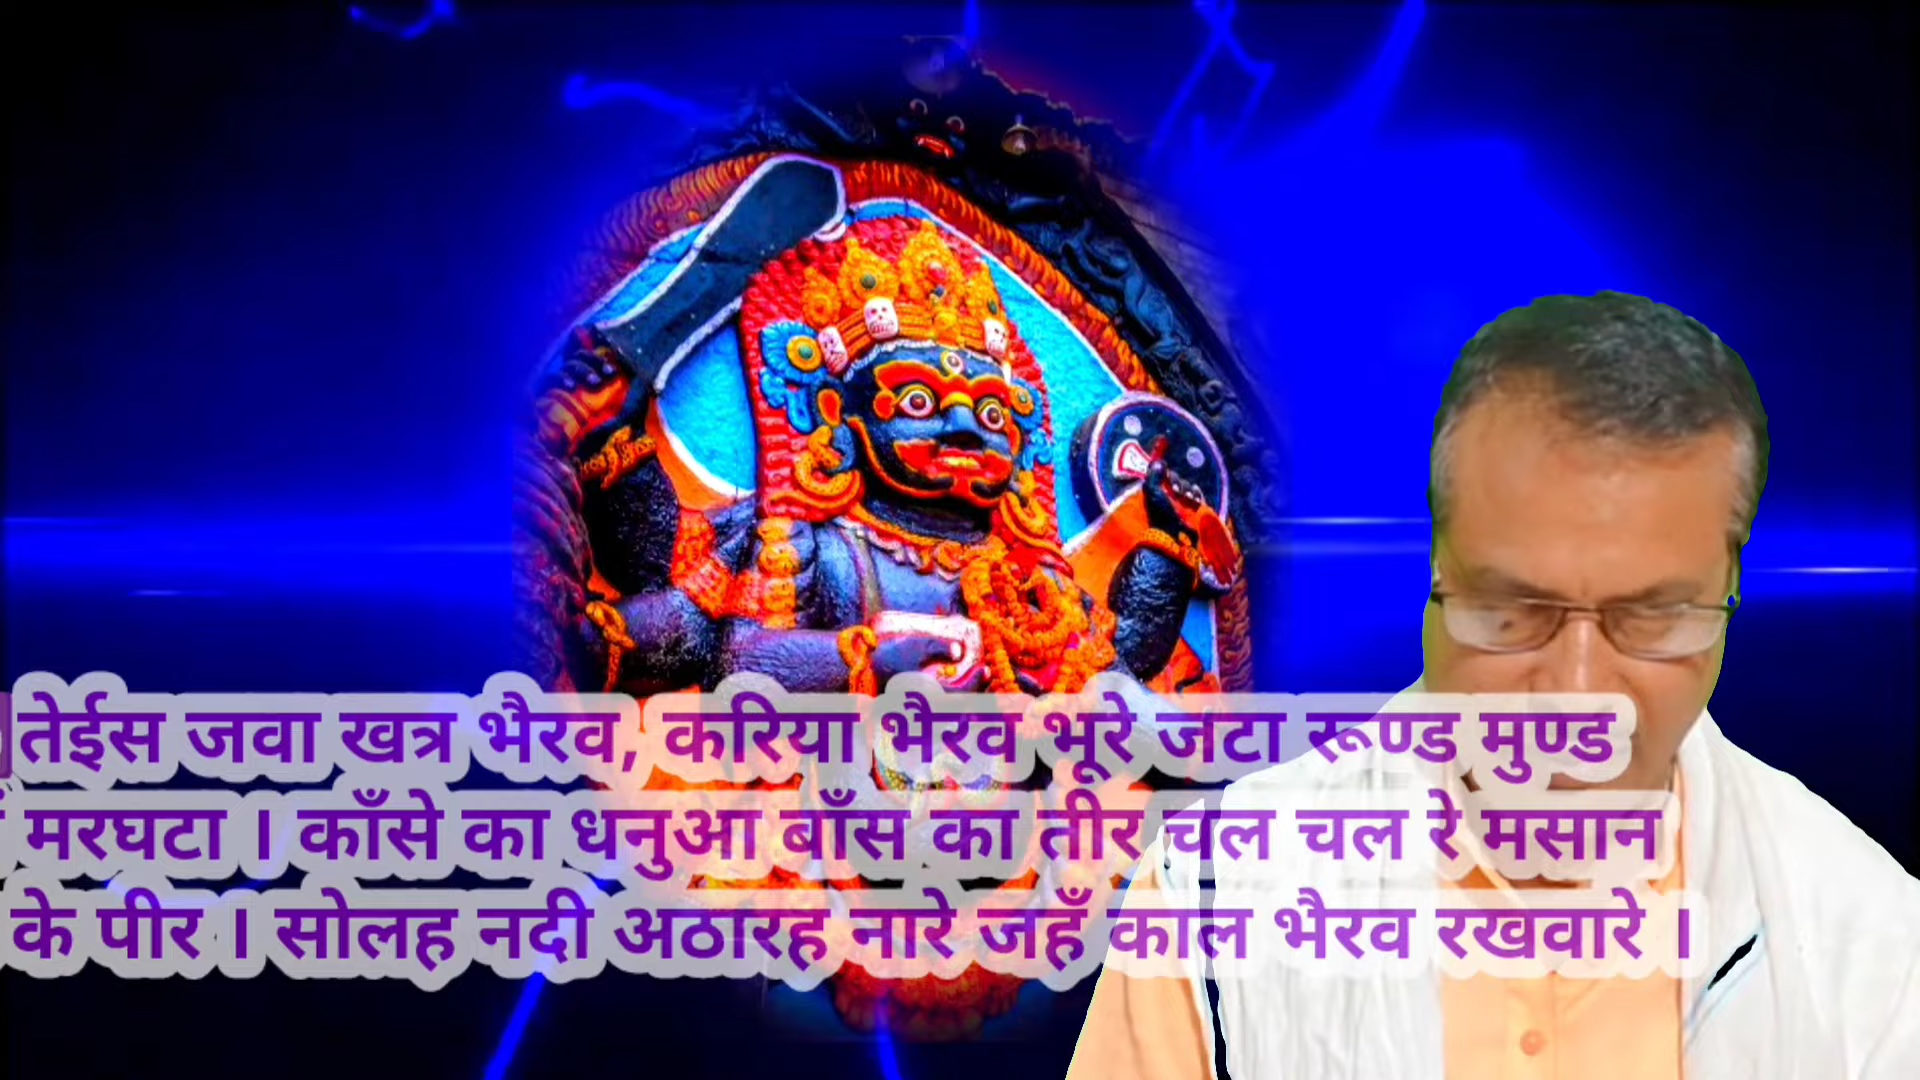 तेईस जवा खत्र भैरव, करिया भैरव भूरे जटा रूण्ड मुण्ड
मरघटा । काँसे का धनुआ बाँस का तीर चल चल रे मसान
के पीर । सोलह नदी अठारह नारे जहँ काल भैरव रखवारे ।